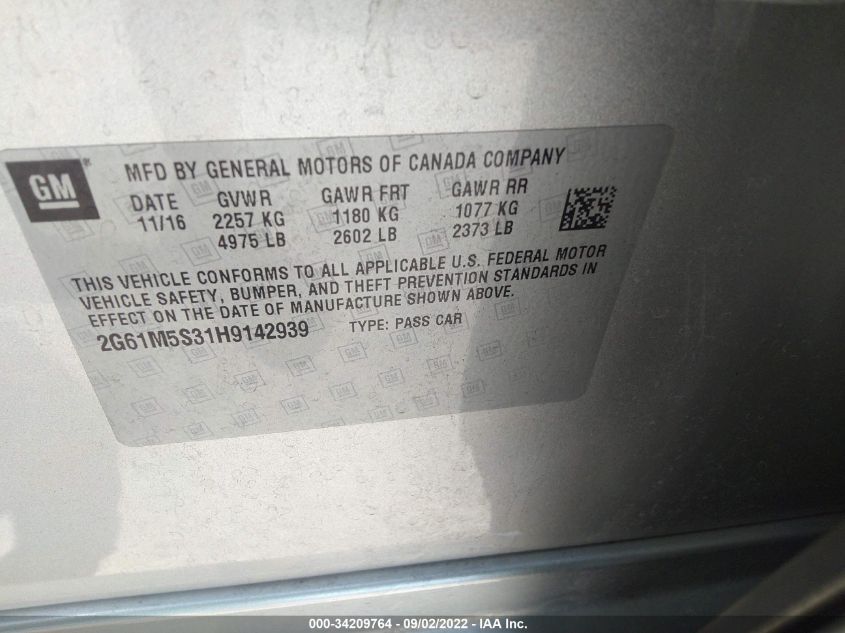 GM®
MFD BY GENERAL MOTORS OF CANADA COMPANY
DATE GVWR GAWR FRT GAWR RR
11/16 2257 KG 1180 KG 1077 KG
4975 LB 2602 LB 2373 LB
THIS VEHICLE CONFORMS TO ALL APPLICABLE U.S. FEDERAL MOTOR
VEHICLE SAFETY, BUMPER, AND THEFT PREVENTION STANDARDS IN
EFFECT ON THE DATE OF MANUFACTURE SHOWN ABOVE.
2G61M5S31H9142939 TYPE: PASS CAR
000-34209764 - 09/02/2022 - IAA Inc.